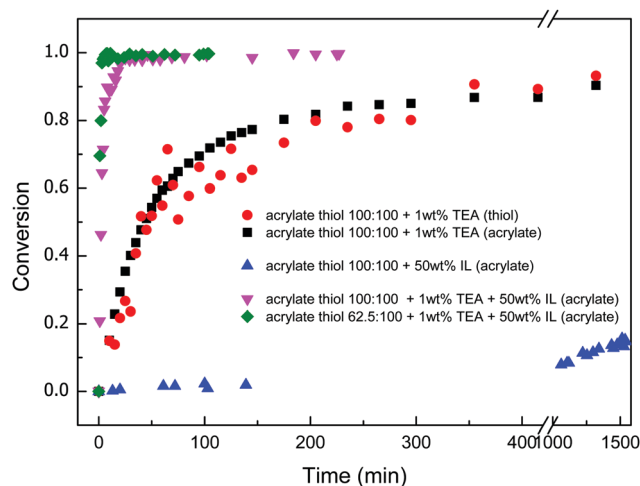 1.0
0.8
0.6
0.4
0.2
0.0
Conversion
acrylate thiol 100:100 + 1wt% TEA (thiol)
acrylate thiol 100:100 + 1wt% TEA (acrylate)
acrylate thiol 100:100 + 50wt% IL (acrylate)
acrylate thiol 100:100 + 1wt% TEA + 50wt% IL (acrylate)
acrylate thiol 62.5:100 + 1wt% TEA + 50wt% IL (acrylate)
0 100 200 300 400 1000 1500
Time (min)